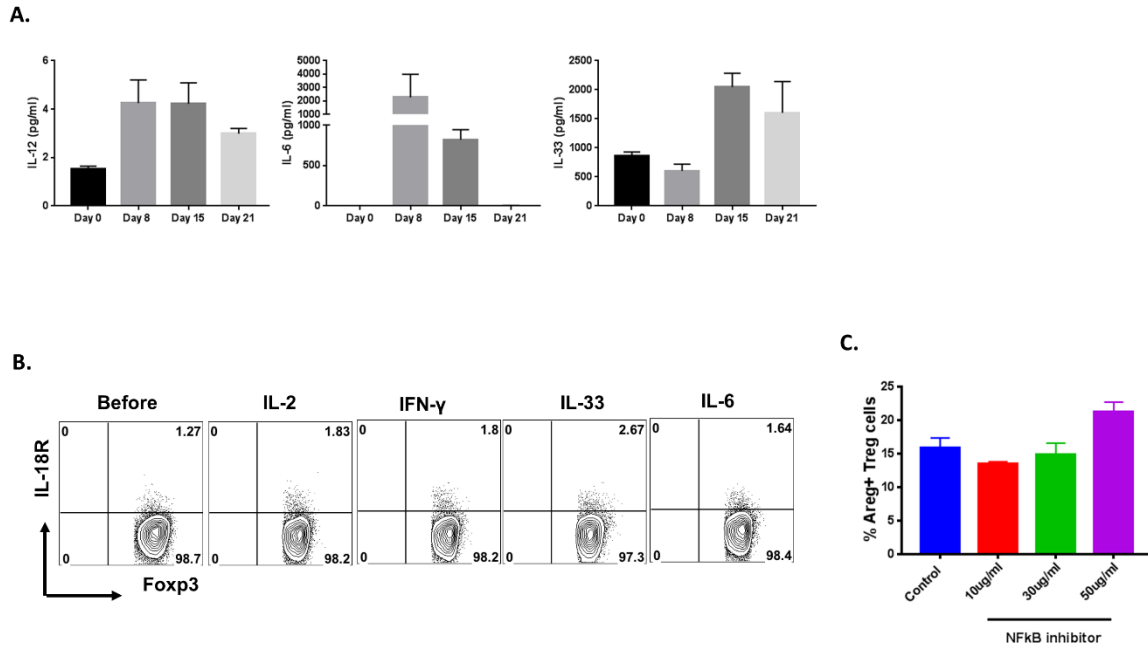 A.
IL-12 (pg/ml)
6
4
2
0
Day 0 Day 8 Day 15 Day 21
IL-6 (pg/ml)
5000
4000
3000
2000
1000
1000
500
0
Day 0 Day 8 Day 15 Day 21
IL-33 (pg/ml)
2500
2000
1500
1000
500
0
Day 0 Day 8 Day 15 Day 21
B.
Before IL-2 IFN-γ IL-33 IL-6
IL-18R
0 1.27 0 1.83 0 1.8 0 2.67 0 1.64
0 98.7 0 98.2 0 98.2 0 97.3 0 98.4
Foxp3
C.
% Areg+ Treg cells
25
20
15
10
5
0
Control 10ug/ml 30ug/ml 50ug/ml
NFkB inhibitor